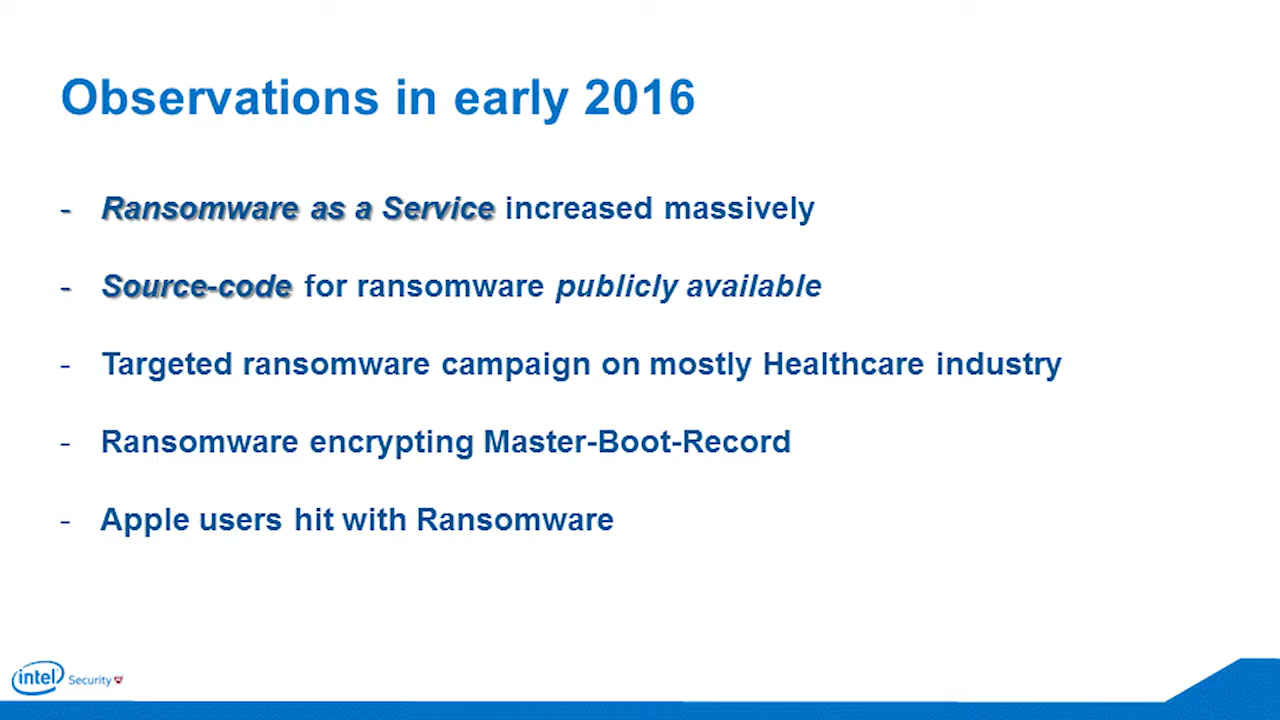 Observations in early 2016
- Ransomware as a Service increased massively
- Source-code for ransomware publicly available
- Targeted ransomware campaign on mostly Healthcare industry
- Ransomware encrypting Master-Boot-Record
- Apple users hit with Ransomware
intel Security